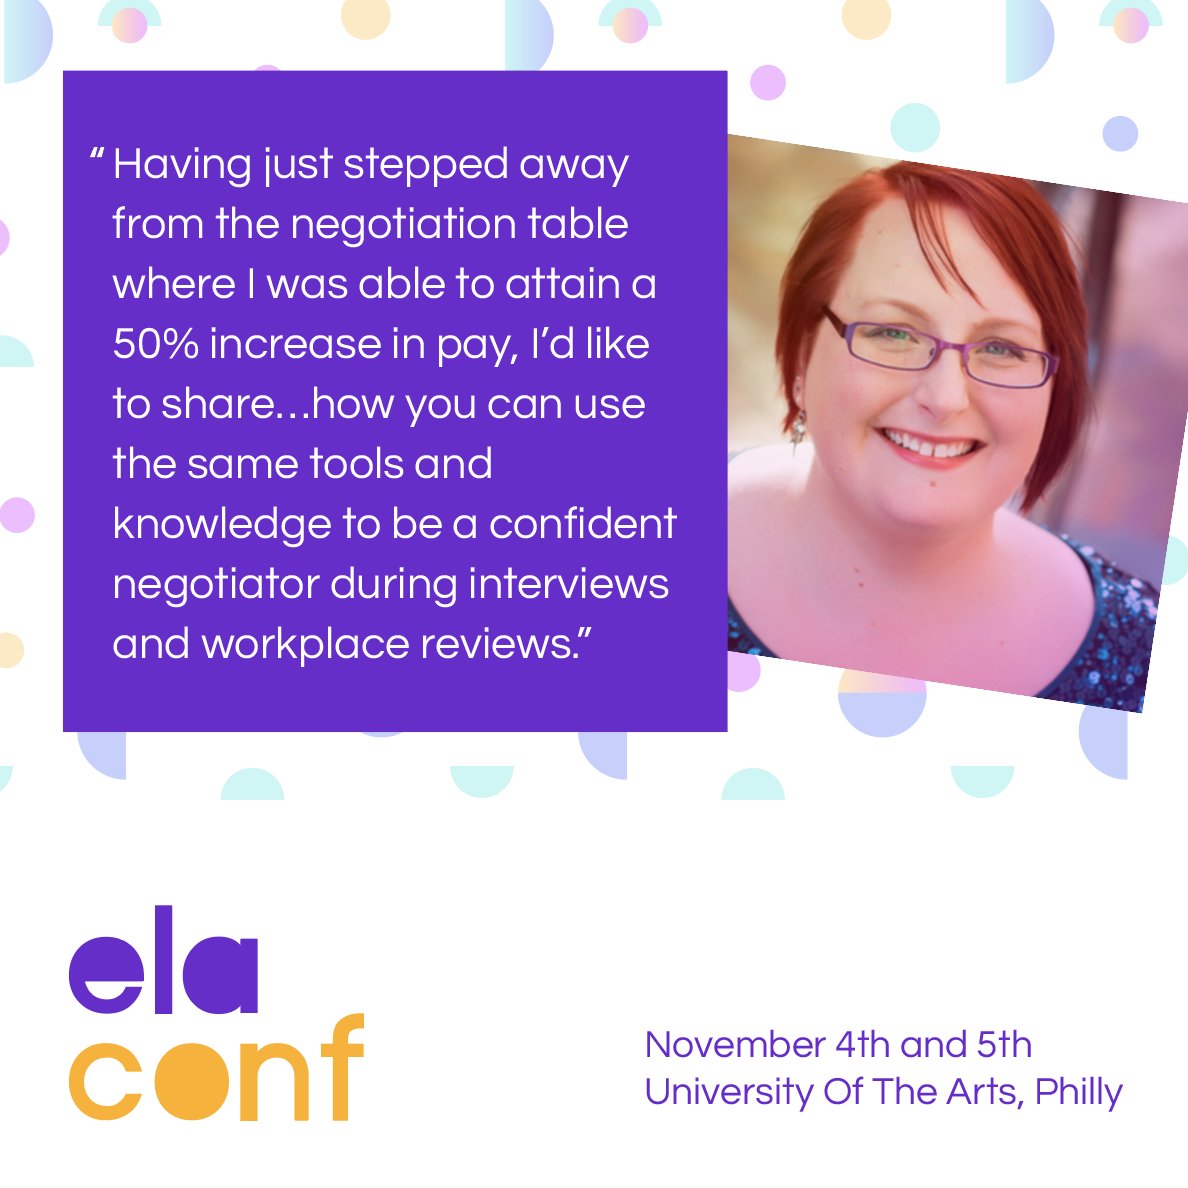 “Having just stepped away
from the negotiation table
where I was able to attain a
50% increase in pay, I’d like
to share...how you can use
the same tools and
knowledge to be a confident
negotiator during interviews
and workplace reviews.”
ela
conf
November 4th and 5th
University Of The Arts, Philly